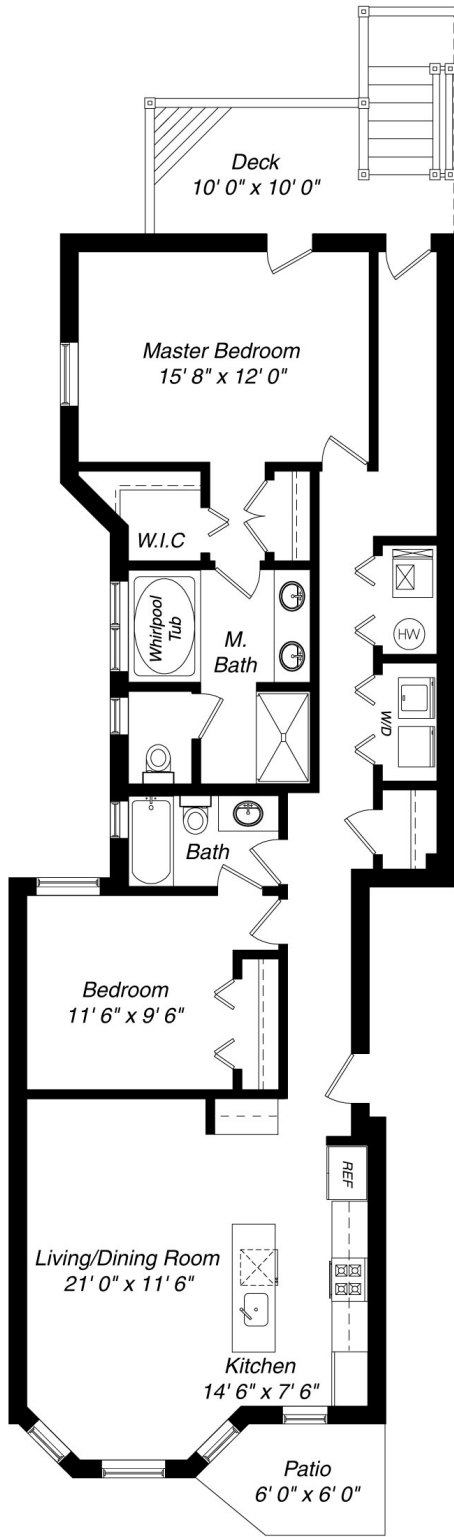 Deck
10' 0" x 10' 0"
Master Bedroom
15' 8" x 12' 0"
W.I.C
Whirlpool
Tub
M.
Bath
HW
W/D
Bath
Bedroom
11' 6" x 9' 6"
REF
Living/Dining Room
21' 0" x 11' 6"
Kitchen
14' 6" x 7' 6"
Patio
6' 0" x 6' 0"